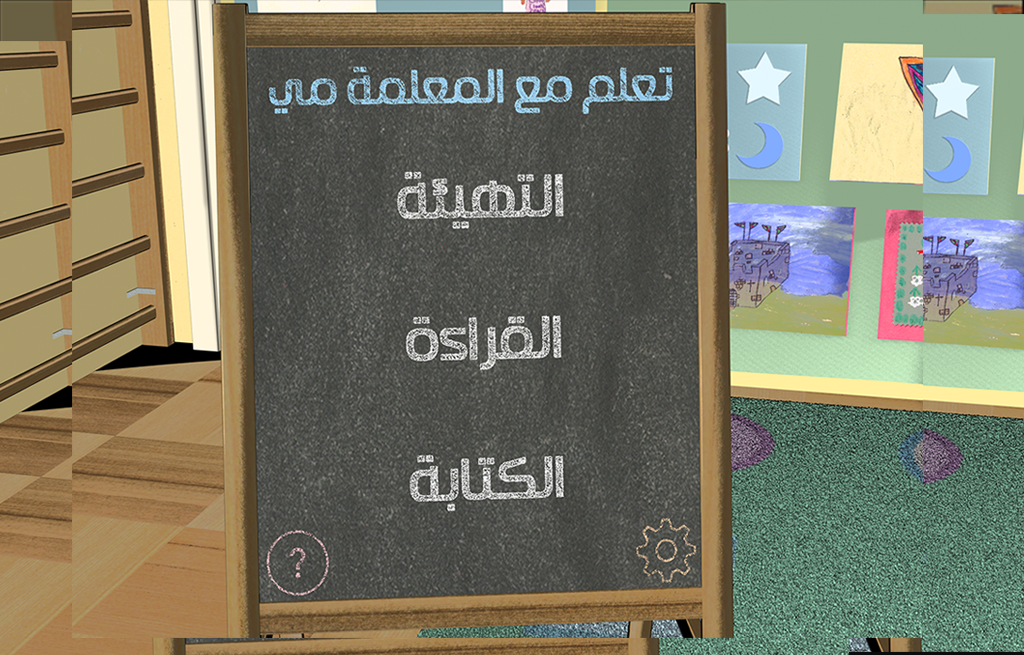 تعلم مع المعلمة مي
التهيئة
القراءة
الكتابة
?